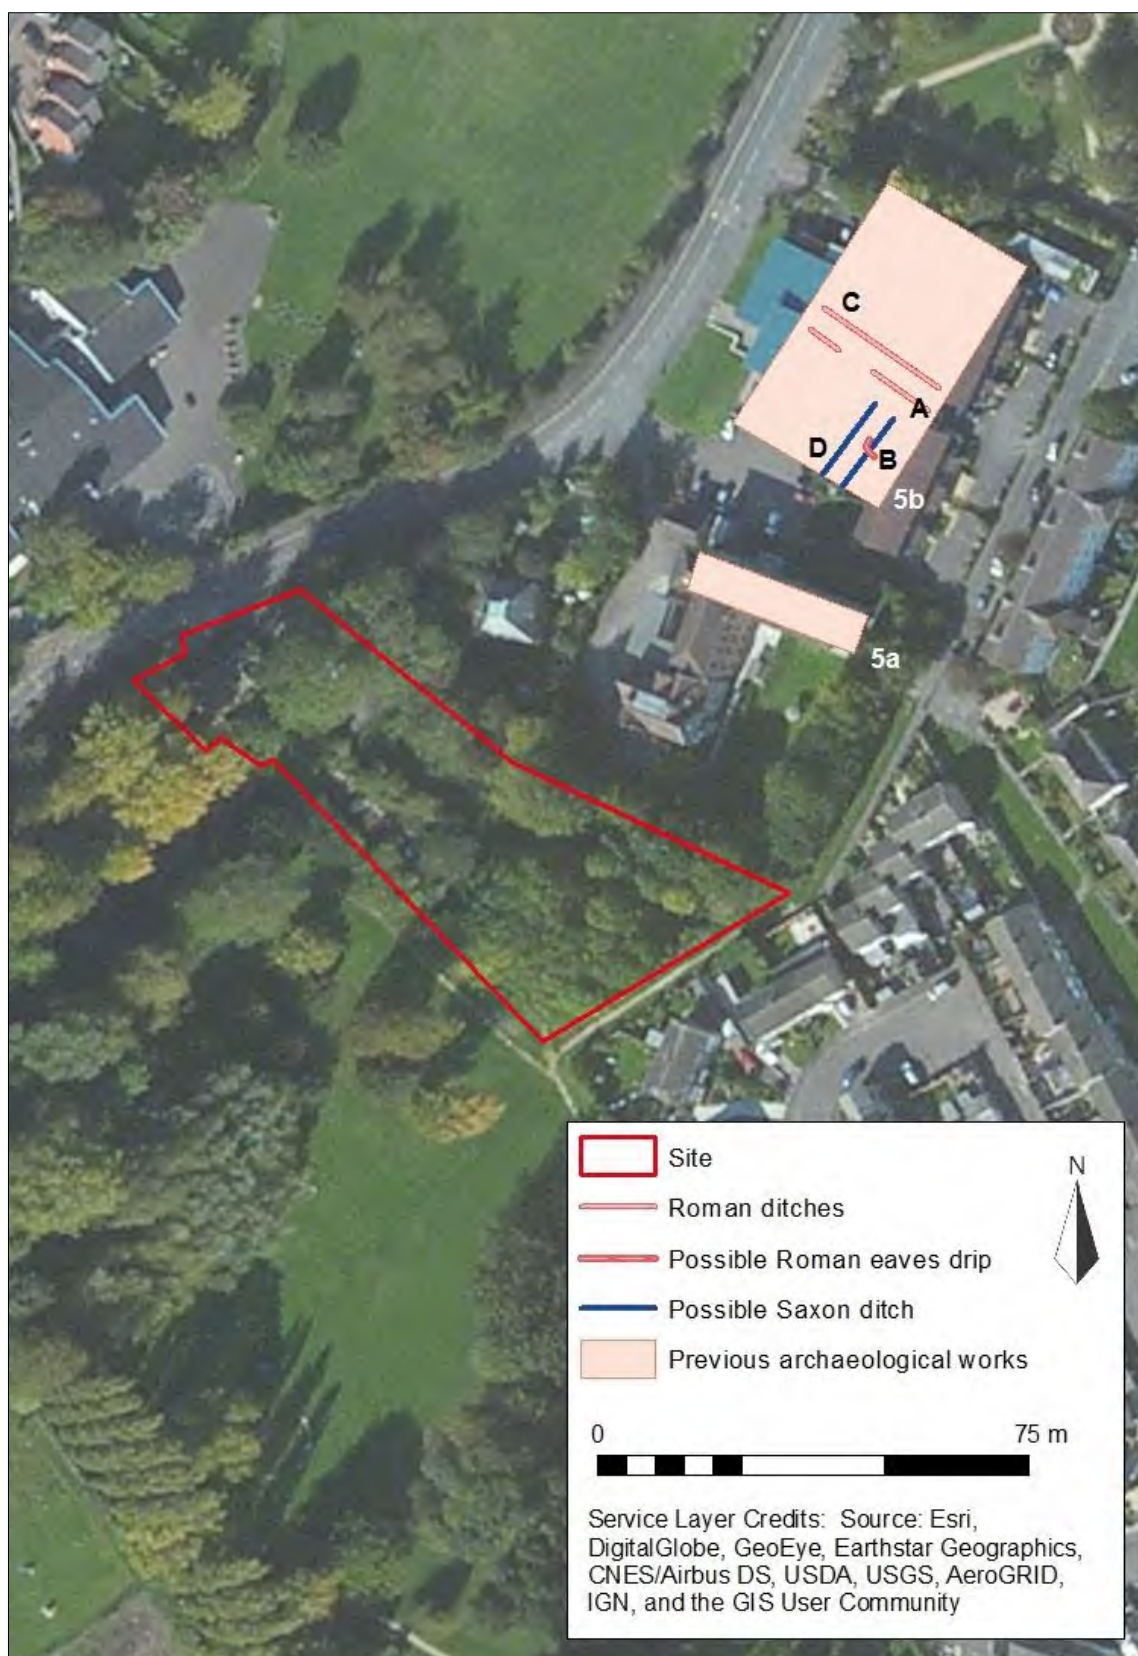 C
A
D
B
5b
5a
Site
N
Roman ditches
Possible Roman eaves drip
Possible Saxon ditch
Previous archaeological works
0 75 m
Service Layer Credits: Source: Esri,
DigitalGlobe, GeoEye, Earthstar Geographics,
CNES/Airbus DS, USDA, USGS, AeroGRID,
IGN, and the GIS User Community